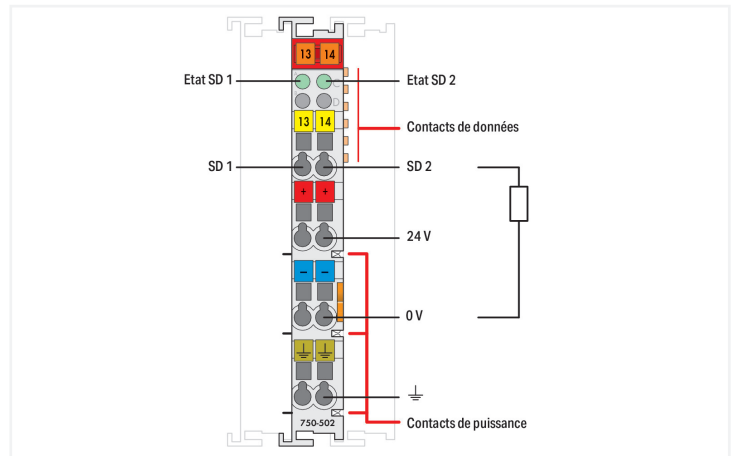 13 14
Etat SD 1
Etat SD 2
C
D
Contacts de données
13 14
SD 1
SD 2
+ +
24 V
- -
0 V
750-502
Contacts de puissance